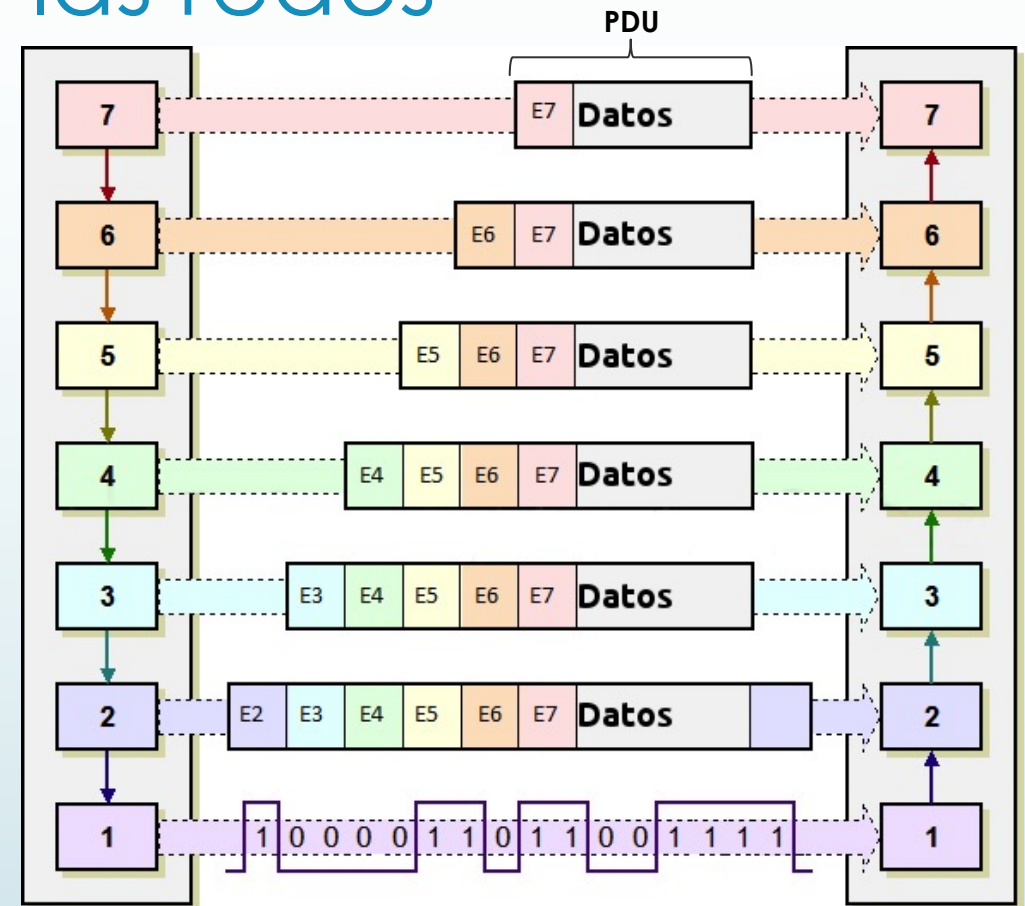 las redes
PDU
7 E7 Datos 7
6 E6 E7 Datos 6
5 E5 E6 E7 Datos 5
4 E4 E5 E6 E7 Datos 4
3 E3 E4 E5 E6 E7 Datos 3
2 E2 E3 E4 E5 E6 E7 Datos 2
1 1 0 0 0 0 1 1 0 1 1 0 0 1 1 1 1 1